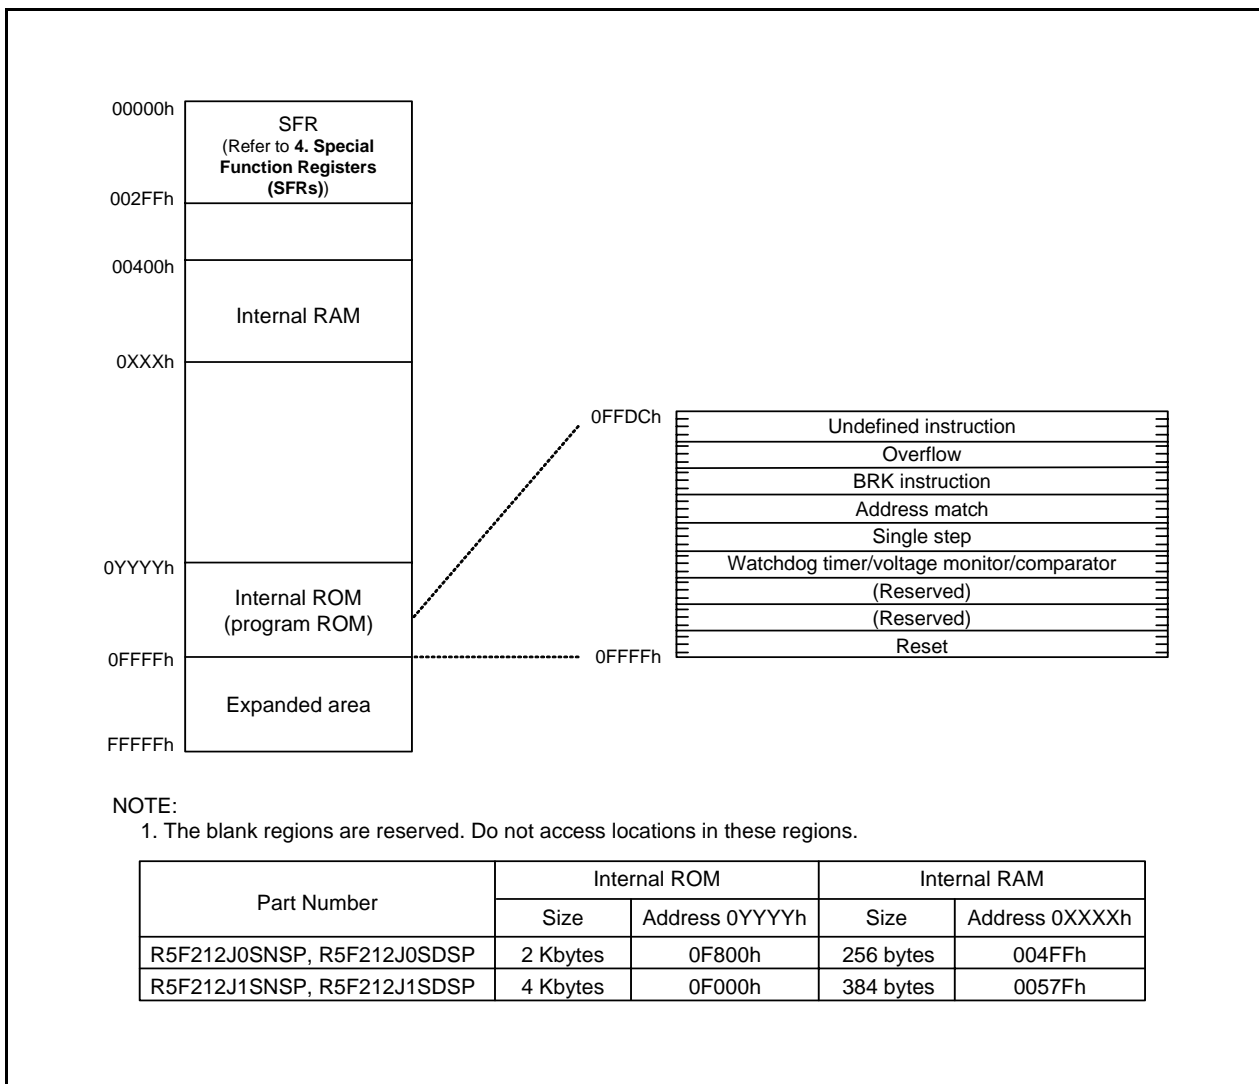 00000h
SFR
(Refer to 4. Special
Function Registers
(SFRs))
002FFh
00400h
Internal RAM
0XXXh
0YYYYh
Internal ROM
(program ROM)
0FFFFh
Expanded area
FFFFFh
0FFDCh
Undefined instruction
Overflow
BRK instruction
Address match
Single step
Watchdog timer/voltage monitor/comparator
(Reserved)
(Reserved)
Reset
0FFFFh
NOTE:
1. The blank regions are reserved. Do not access locations in these regions.
Part Number Internal ROM Internal RAM
Size Address 0YYYYh Size Address 0XXXXh
R5F212J0SNSP, R5F212J0SDSP 2 Kbytes 0F800h 256 bytes 004FFh
R5F212J1SNSP, R5F212J1SDSP 4 Kbytes 0F000h 384 bytes 0057Fh